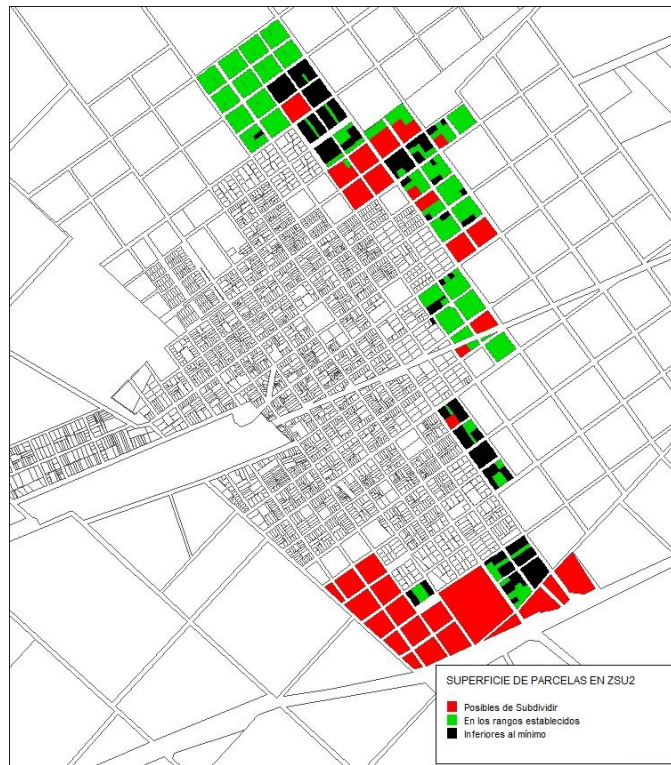 SUPERFICIE DE PARCELAS EN ZSU2
Posibles de Subdividir
En los rangos establecidos
Inferiores al mínimo